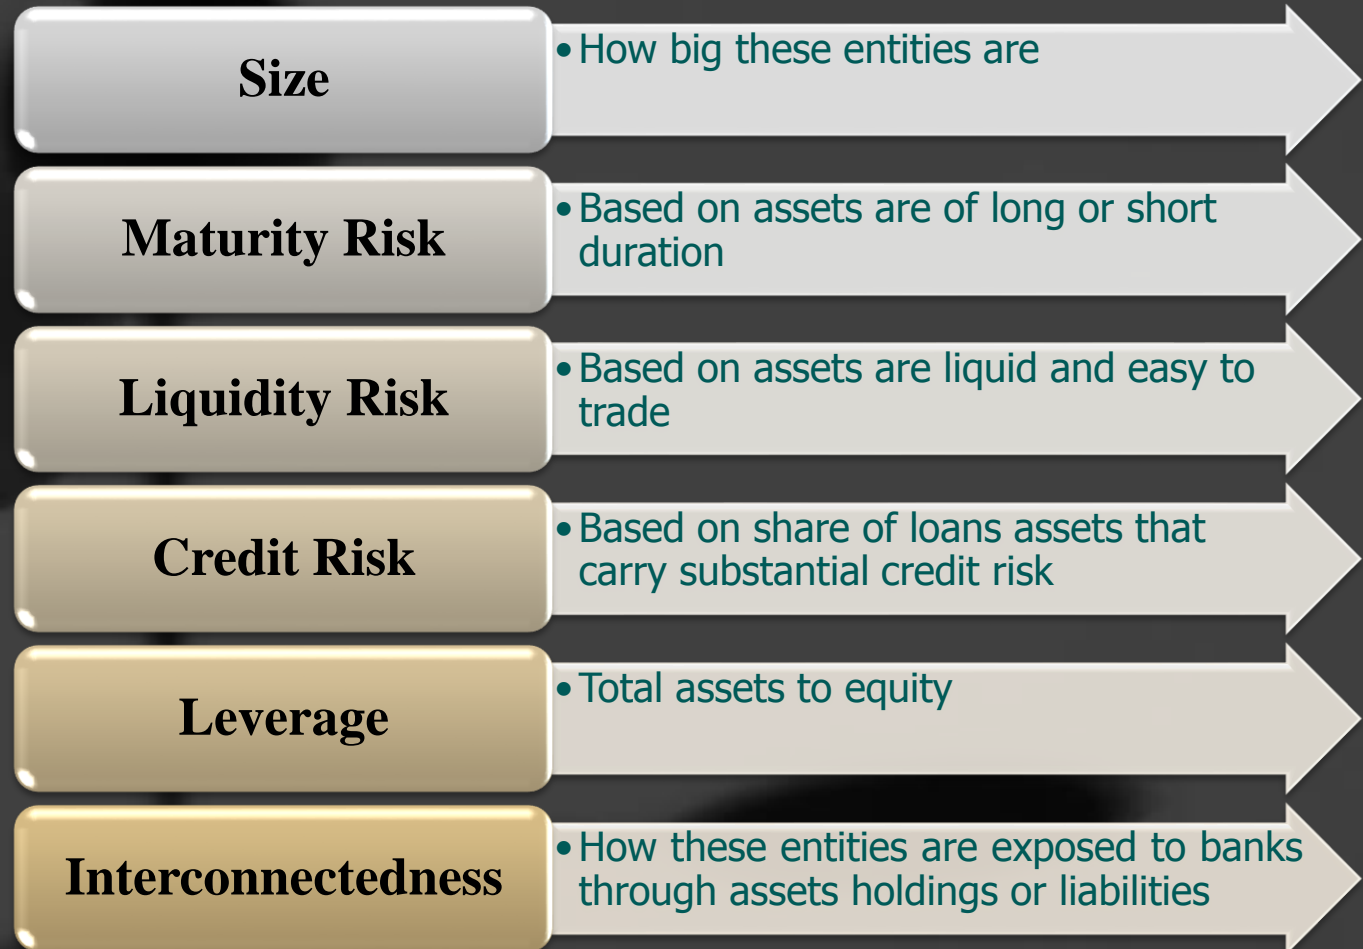 Size
•How big these entities are
Maturity Risk
•Based on assets are of long or short
duration
Liquidity Risk
•Based on assets are liquid and easy to
trade
Credit Risk
•Based on share of loans assets that
carry substantial credit risk
Leverage
•Total assets to equity
Interconnectedness
•How these entities are exposed to banks
through assets holdings or liabilities